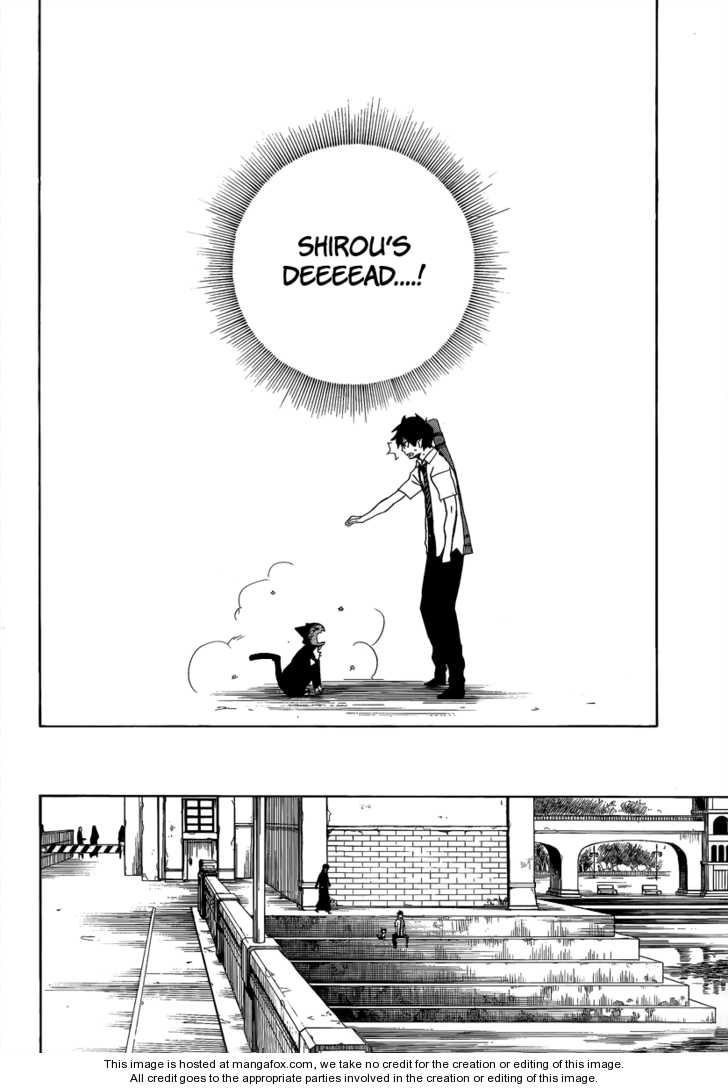 SHIROU'S
DEEEEAD....!
This image is hosted at mangafox.com, we take no credit for the creation or editing of this image.
All credit goes to the appropriate parties involved in the creation or editing of this image.